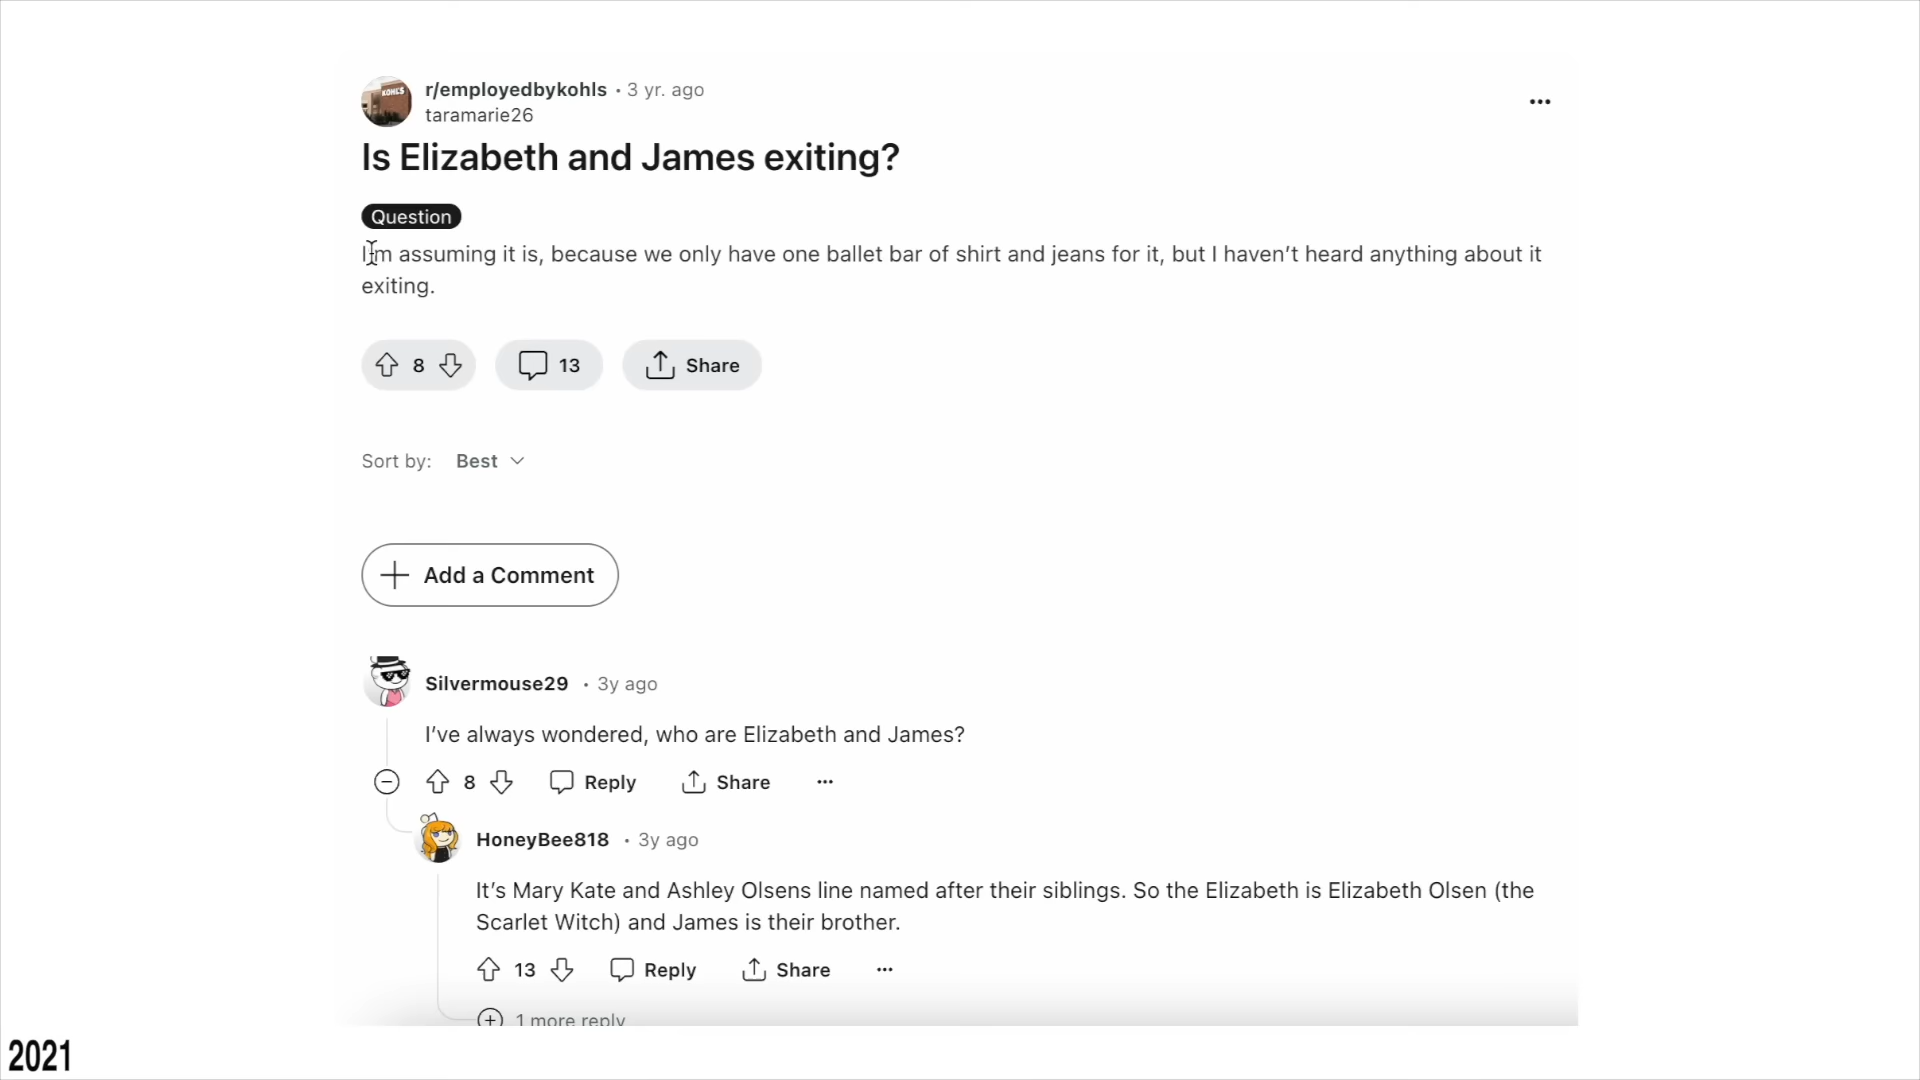 KOHL'S
r/employedbykohls • 3 yr. ago
taramarie26
Is Elizabeth and James exiting?
Question
I'm assuming it is, because we only have one ballet bar of shirt and jeans for it, but I haven’t heard anything about it
exiting.
8 13 Share
Sort by: Best
Add a Comment
Silvermouse29 • 3y ago
I’ve always wondered, who are Elizabeth and James?
8 Reply Share
HoneyBee818 • 3y ago
It’s Mary Kate and Ashley Olsens line named after their siblings. So the Elizabeth is Elizabeth Olsen (the
Scarlet Witch) and James is their brother.
13 Reply Share
1 more reply
2021